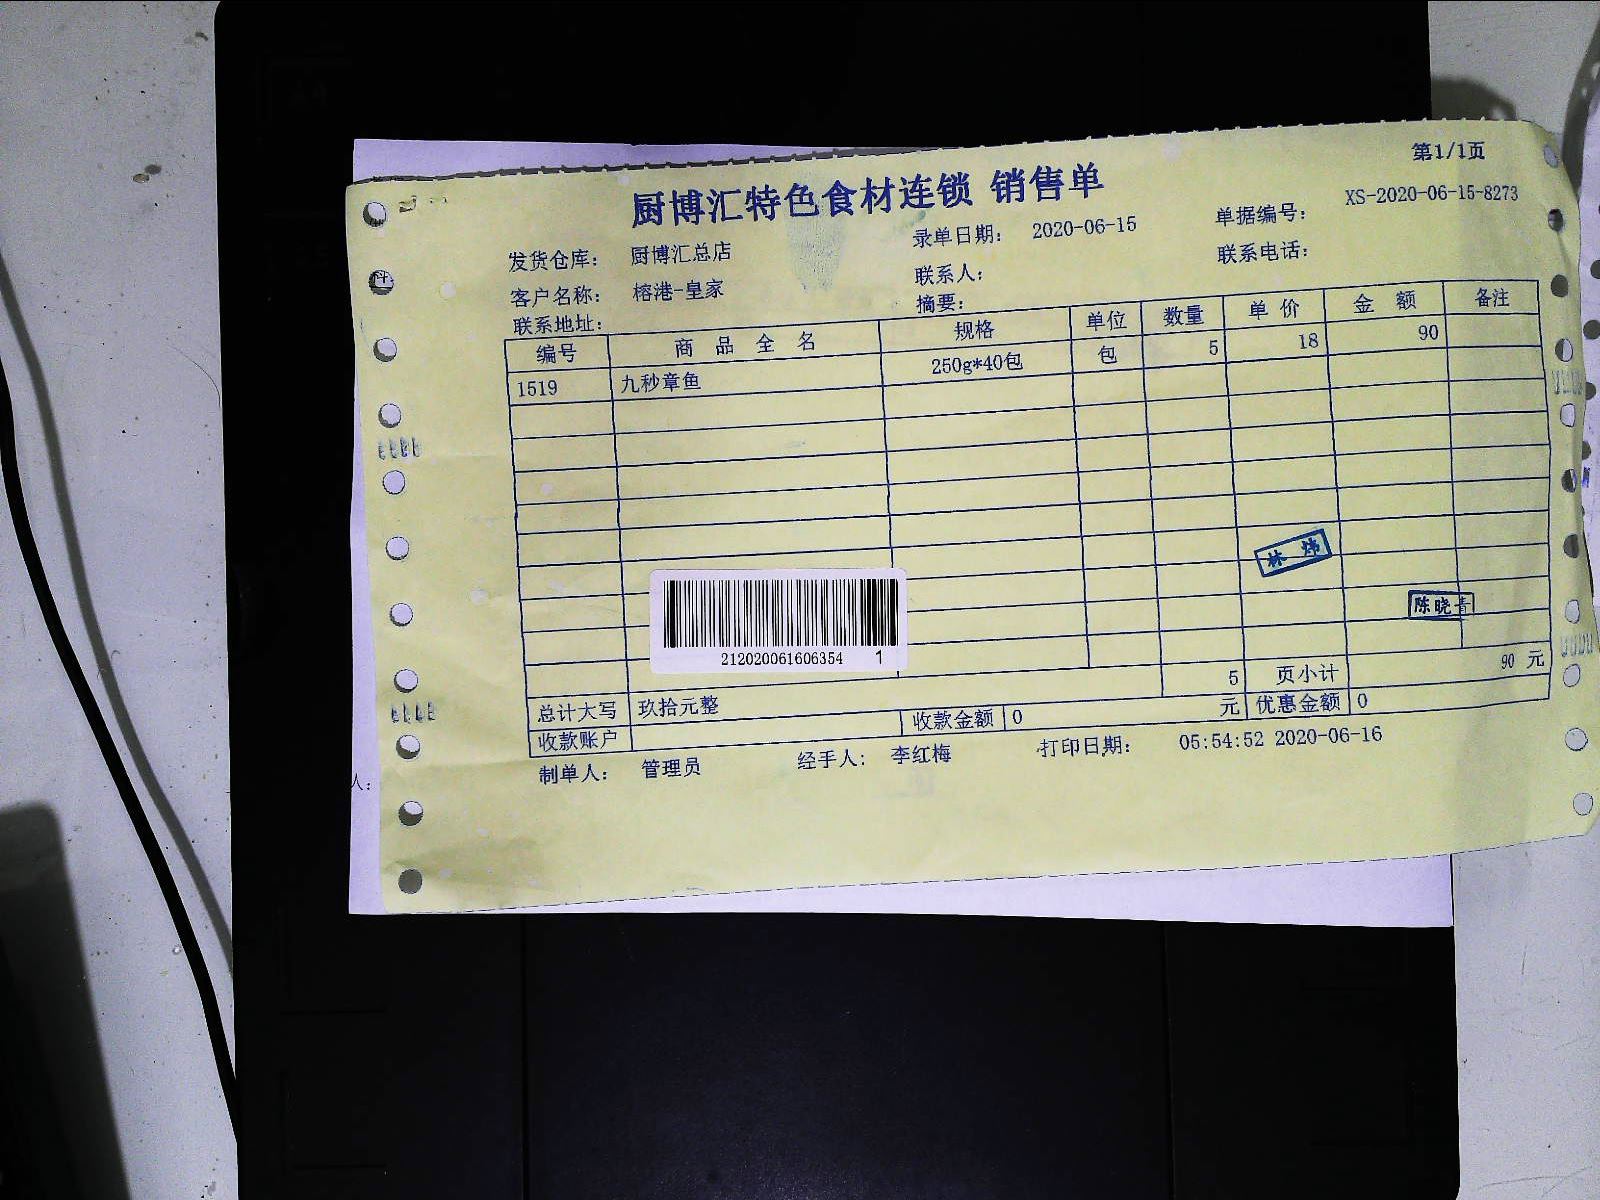 第1/1页
厨博汇特色食材连锁 销售单
发货仓库： 厨博汇总店 录单日期： 2020-06-15 单据编号： XS-2020-06-15-8273
客户名称： 榕港-皇家 联系人： 联系电话：
联系地址： 摘要：
编号 商 品 全 名 规格 单位 数量 单 价 金 额 备注
1519 九秒章鱼 250g*40包 包 5 18 90
林 炜
陈晓青
212020061606354 1
5 页小计 90 元
总计大写 玖拾元整 收款金额 0 元 优惠金额 0
收款账户
制单人： 管理员 经手人： 李红梅 打印日期： 05:54:52 2020-06-16
人：